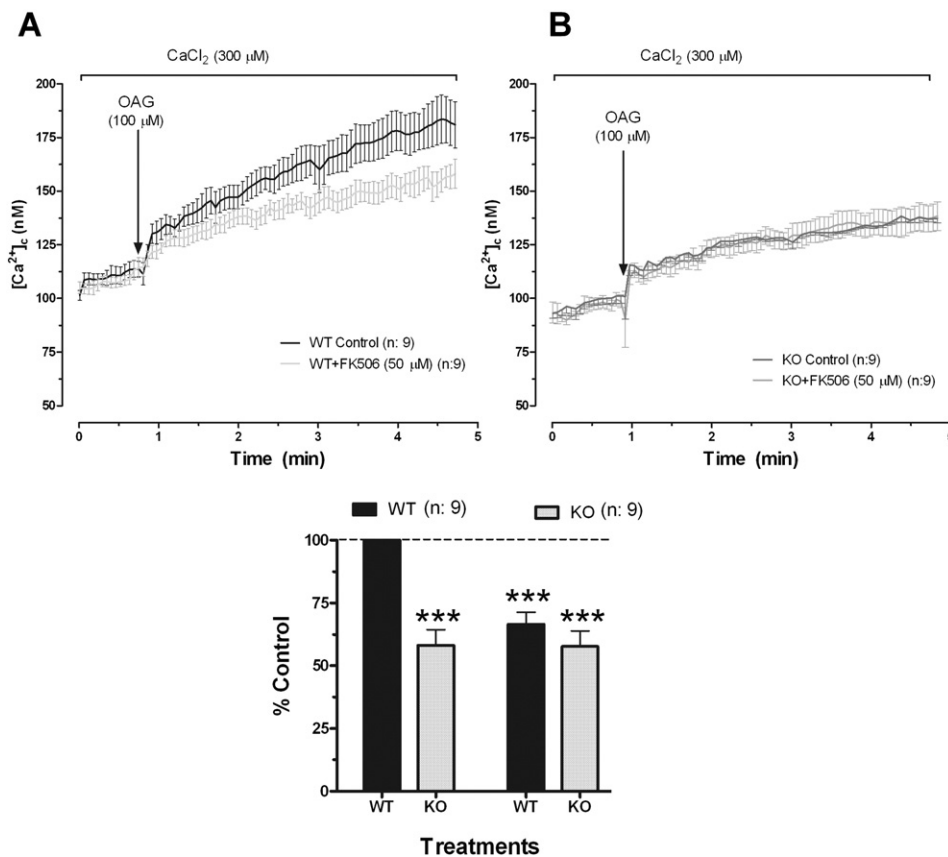 A
CaCl2 (300 µM)
OAG
(100 µM)
[Ca2+]c (nM)
200
175
150
125
100
75
50
WT Control (n: 9)
WT+FK506 (50 µM) (n:9)
0 1 2 3 4 5
Time (min)
B
CaCl2 (300 µM)
OAG
(100 µM)
[Ca2+]c (nM)
200
175
150
125
100
75
50
KO Control (n:9)
KO+FK506 (50 µM) (n:9)
0 1 2 3 4
Time (min)
WT (n: 9) KO (n: 9)
% Control
100
75
50
25
0
*** *** ***
WT KO WT KO
Treatments